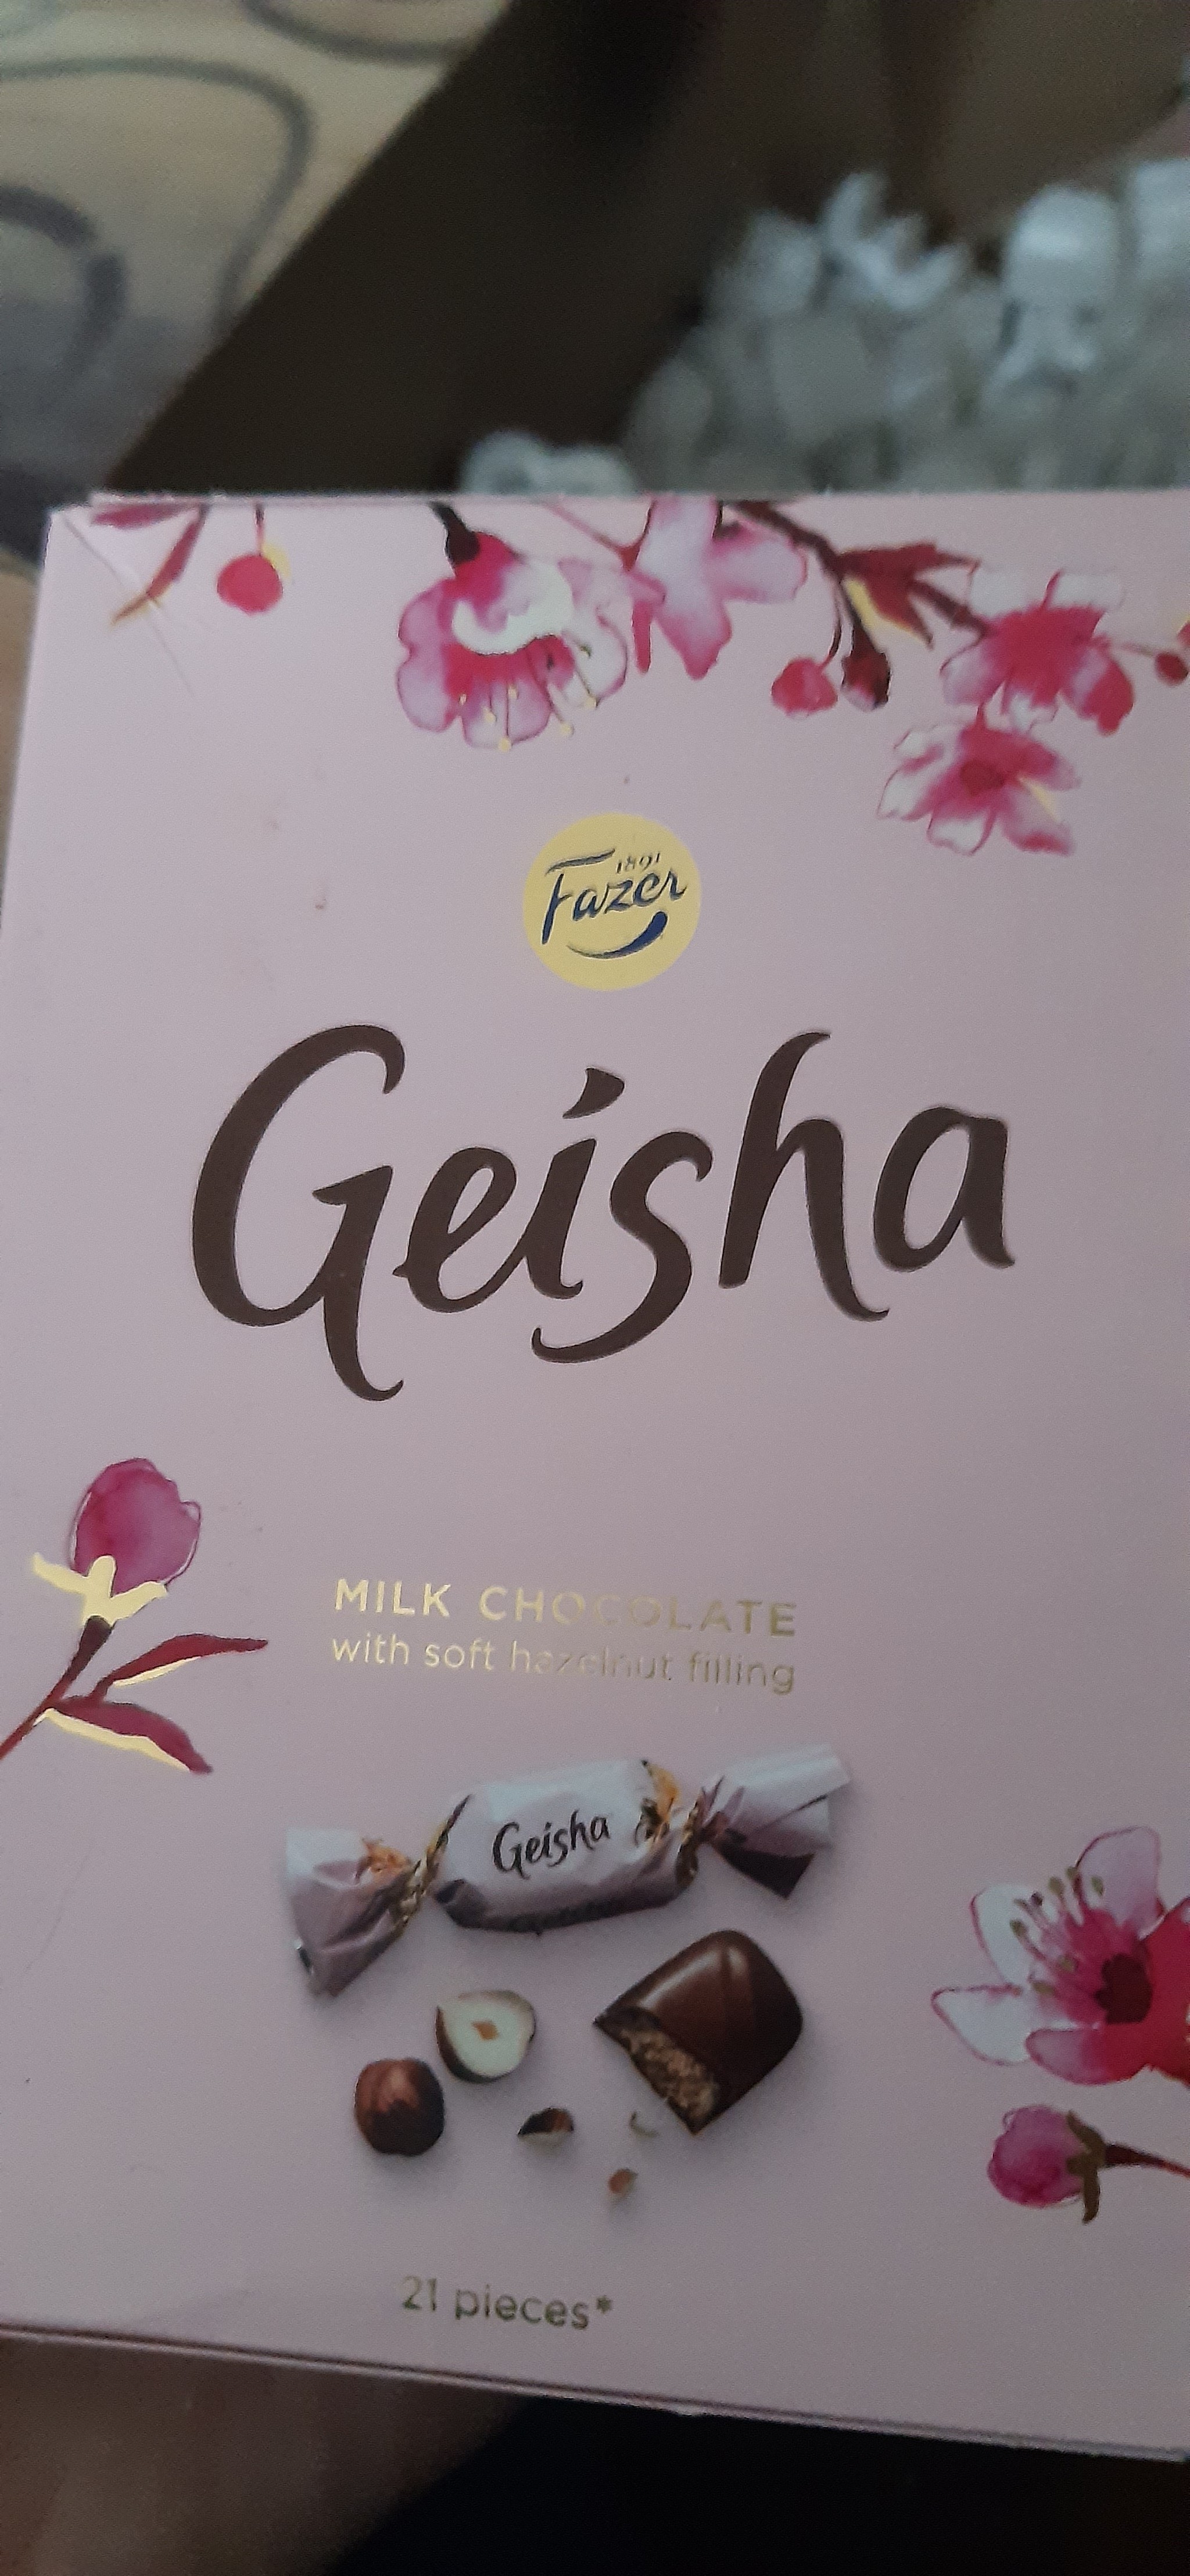 1891
Fazer
Geisha
MILK CHOCOLATE
with soft hazelnut filling
Geisha
21 pieces*